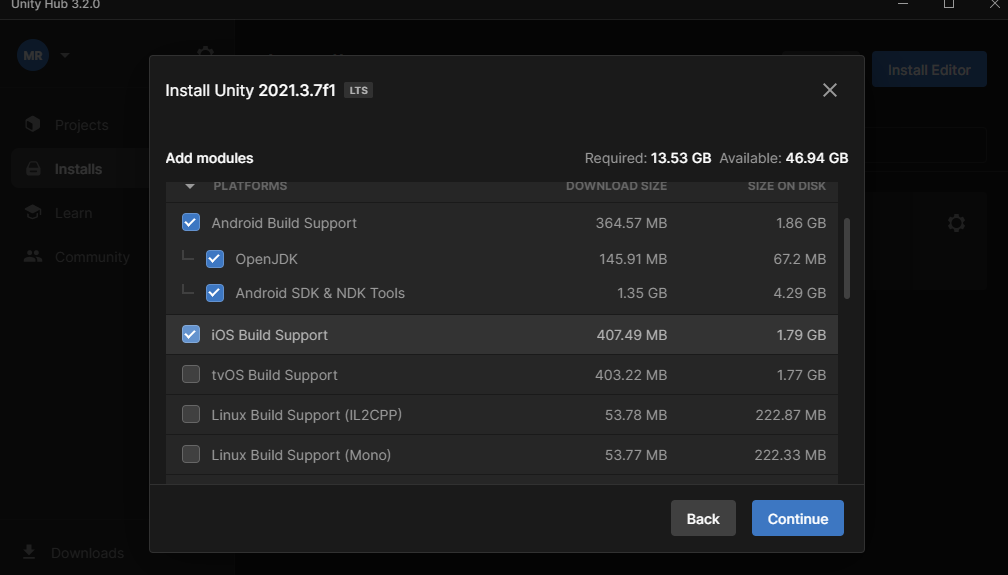 Unity Hub 3.2.0
MR
Install Editor
Install Unity 2021.3.7f1 LTS
Projects
Installs
Learn
Community
Downloads
Add modules Required: 13.53 GB Available: 46.94 GB
PLATFORMS DOWNLOAD SIZE SIZE ON DISK
Android Build Support 364.57 MB 1.86 GB
OpenJDK 145.91 MB 67.2 MB
Android SDK & NDK Tools 1.35 GB 4.29 GB
iOS Build Support 407.49 MB 1.79 GB
tvOS Build Support 403.22 MB 1.77 GB
Linux Build Support (IL2CPP) 53.78 MB 222.87 MB
Linux Build Support (Mono) 53.77 MB 222.33 MB
Back Continue